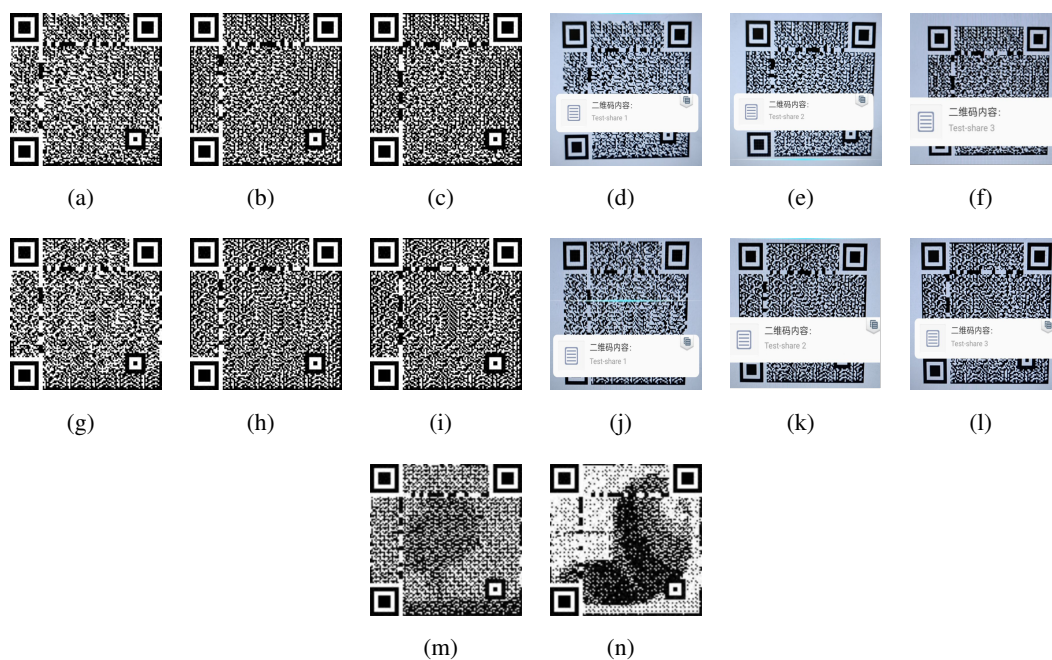 二维码内容:
Test-share 1
二维码内容:
Test-share 2
二维码内容:
Test-share 3
(a)
(b)
(c)
(d)
(e)
(f)
二维码内容:
Test-share 1
二维码内容:
Test-share 2
二维码内容:
Test-share 3
(g)
(h)
(i)
(j)
(k)
(l)
(m)
(n)